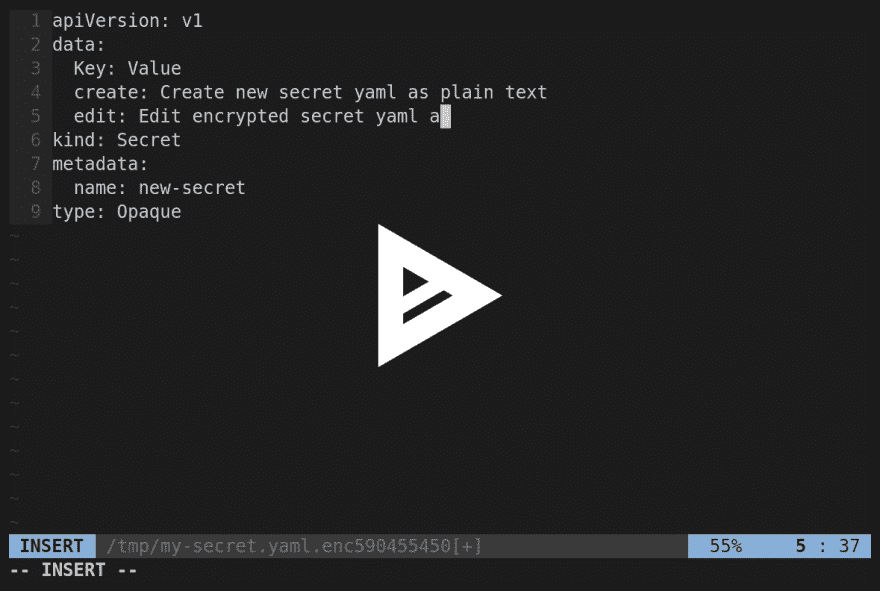 1 apiVersion: v1
2 data:
3   Key: Value
4   create: Create new secret yaml as plain text
5   edit: Edit encrypted secret yaml a
6 kind: Secret
7 metadata:
8   name: new-secret
9 type: Opaque
~
~
~
~
~
~
~
~
~
~
~
~
~
INSERT /tmp/my-secret.yaml.enc590455450[+] 55% 5 : 37
-- INSERT --